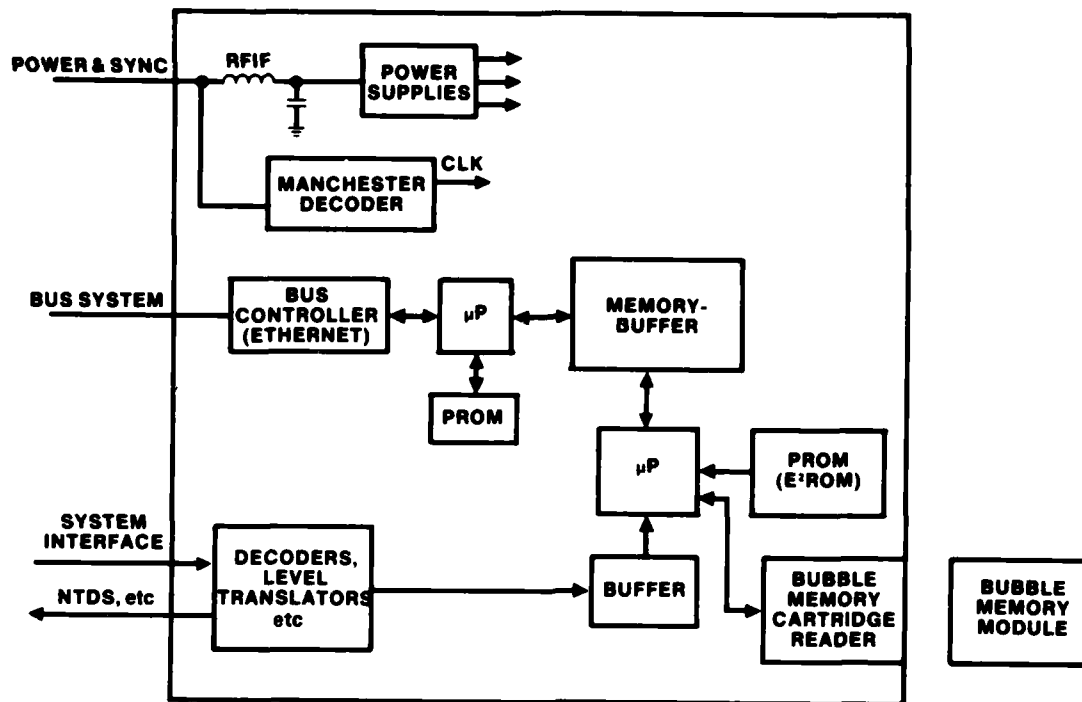 POWER & SYNC
RFIF
POWER
SUPPLIES
CLK
MANCHESTER
DECODER
BUS SYSTEM
BUS
CONTROLLER
(ETHERNET)
µP
MEMORY-
BUFFER
PROM
µP
PROM
(E²ROM)
SYSTEM
INTERFACE
NTDS, etc
DECODERS,
LEVEL
TRANSLATORS
etc
BUFFER
BUBBLE
MEMORY
CARTRIDGE
READER
BUBBLE
MEMORY
MODULE